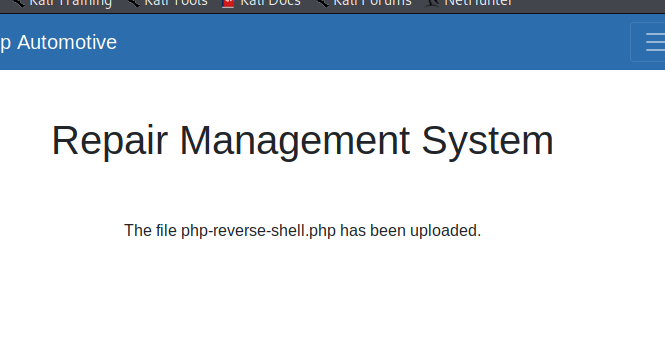 Kali Training Kali Tools Kali Docs Kali Forums NetHunter
p Automotive
Repair Management System
The file php-reverse-shell.php has been uploaded.